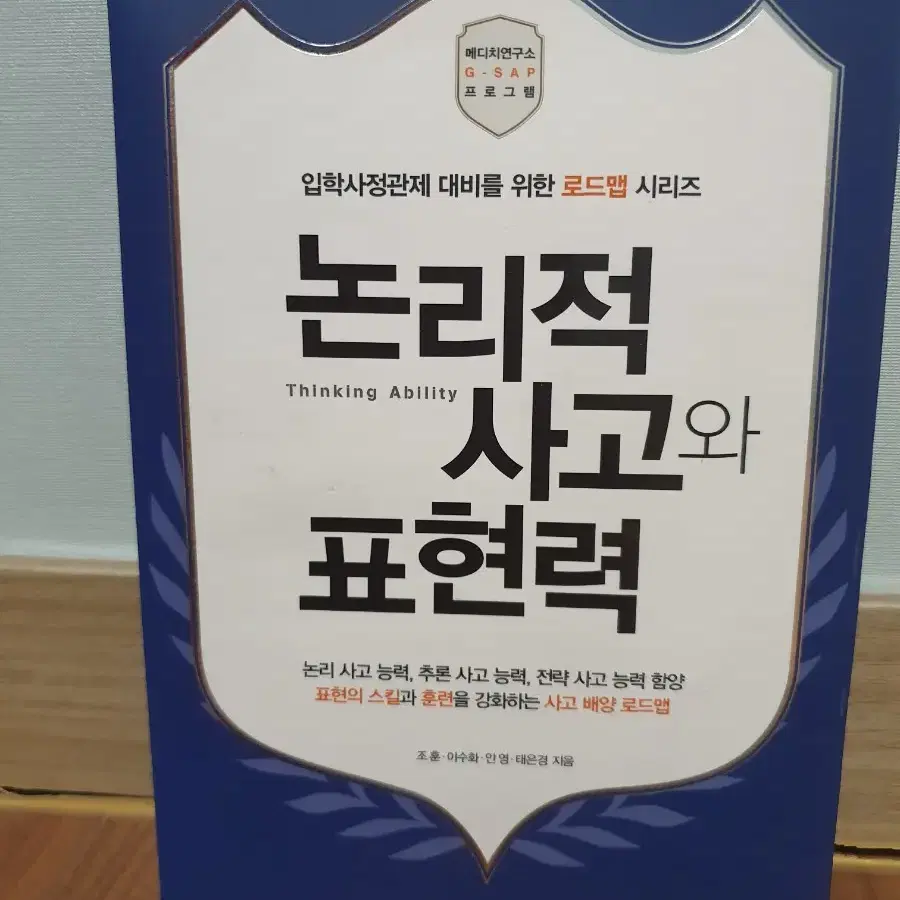 메디치연구소
G-SAP
프로그램
입학사정관제 대비를 위한 로드맵 시리즈
논리적
Thinking Ability
사고와
표현력
논리 사고 능력, 추론 사고 능력, 전략 사고 능력 함양
표현의 스킬과 훈련을 강화하는 사고 배양 로드맵
조 훈·이수화·안 영·태은경 지음